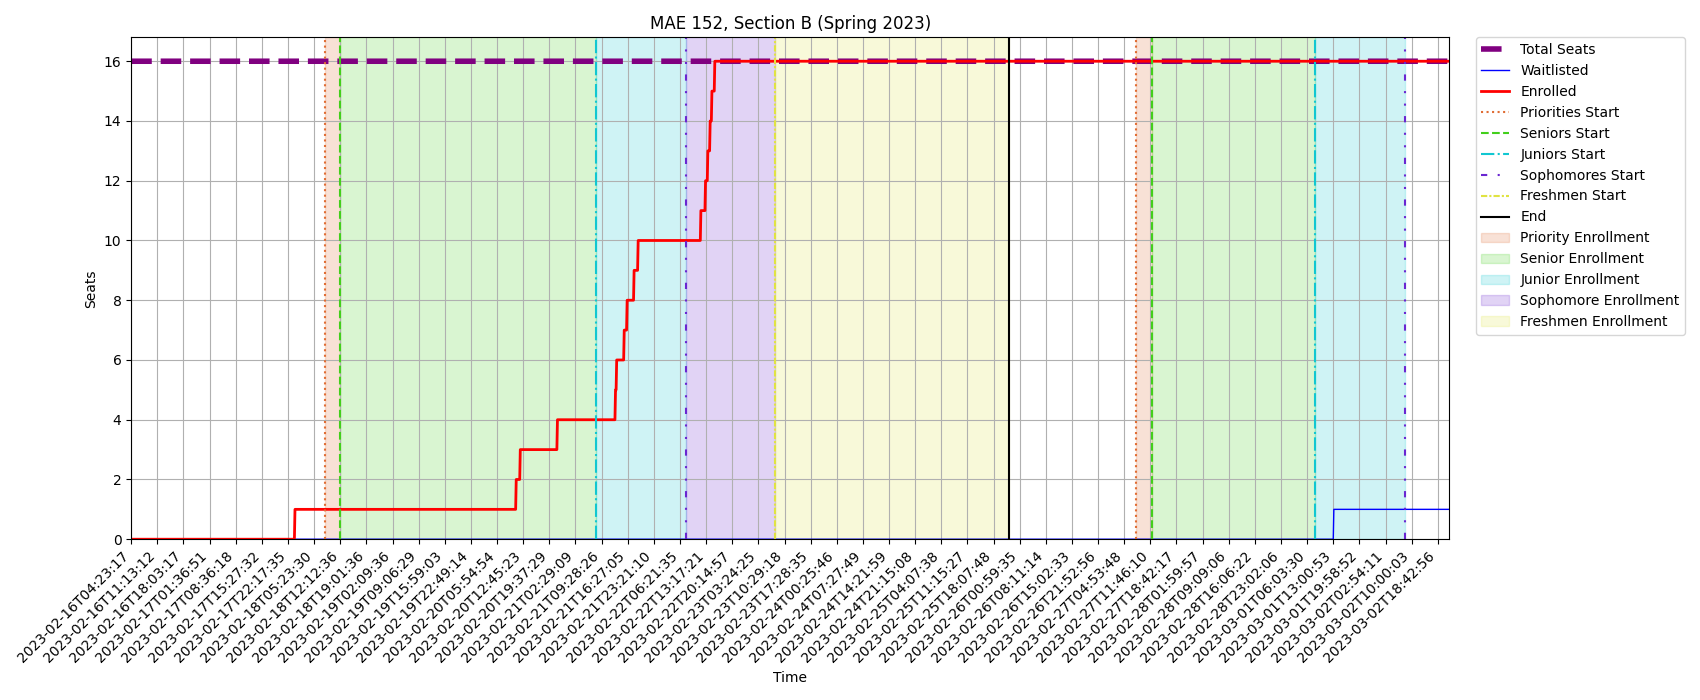 MAE 152, Section B (Spring 2023)
Seats
16
14
12
10
8
6
4
2
0
2023-02-16T04:23:17
2023-02-16T11:13:12
2023-02-16T18:03:17
2023-02-17T01:36:51
2023-02-17T08:36:18
2023-02-17T15:27:32
2023-02-17T22:17:35
2023-02-18T05:23:30
2023-02-18T12:12:36
2023-02-18T19:01:36
2023-02-19T02:09:36
2023-02-19T09:06:29
2023-02-19T15:59:03
2023-02-19T22:49:14
2023-02-20T05:54:54
2023-02-20T12:45:23
2023-02-20T19:37:29
2023-02-21T02:29:09
2023-02-21T09:28:26
2023-02-21T16:27:05
2023-02-21T23:21:10
2023-02-22T06:21:35
2023-02-22T13:17:21
2023-02-22T20:14:57
2023-02-23T03:24:25
2023-02-23T10:29:18
2023-02-23T17:28:35
2023-02-24T00:25:46
2023-02-24T07:27:49
2023-02-24T14:21:59
2023-02-24T21:15:08
2023-02-25T04:07:38
2023-02-25T11:15:27
2023-02-25T18:07:48
2023-02-26T00:59:35
2023-02-26T08:11:14
2023-02-26T15:02:33
2023-02-26T21:52:56
2023-02-27T04:53:48
2023-02-27T11:46:10
2023-02-27T18:42:17
2023-02-28T01:59:57
2023-02-28T09:09:06
2023-02-28T16:06:22
2023-02-28T23:02:06
2023-03-01T06:03:30
2023-03-01T13:00:53
2023-03-01T19:58:52
2023-03-02T02:54:11
2023-03-02T10:00:03
2023-03-02T18:42:56
Time
Total Seats
Waitlisted
Enrolled
Priorities Start
Seniors Start
Juniors Start
Sophomores Start
Freshmen Start
End
Priority Enrollment
Senior Enrollment
Junior Enrollment
Sophomore Enrollment
Freshmen Enrollment